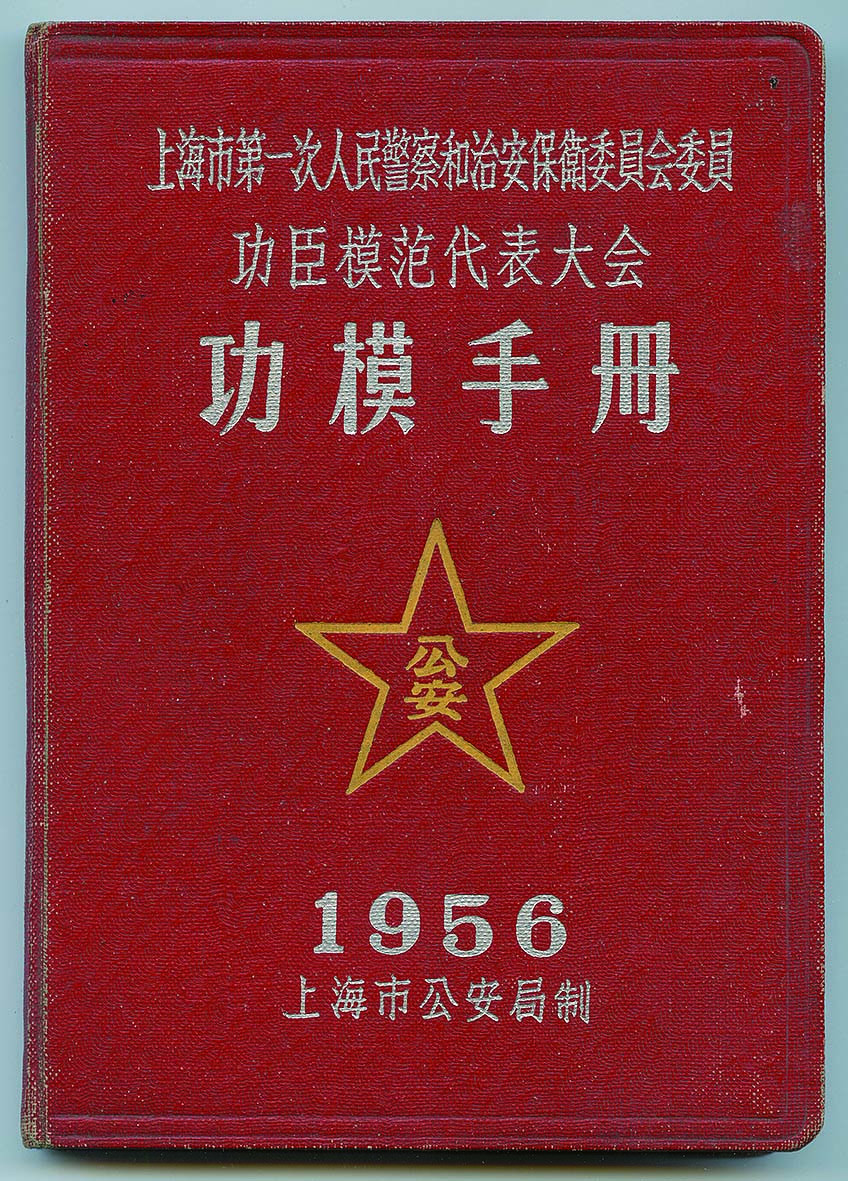 上海市第一次人民警察和治安保衛委員会委員
功臣模范代表大会
功模手冊
公
安
1956
上海市公安局制